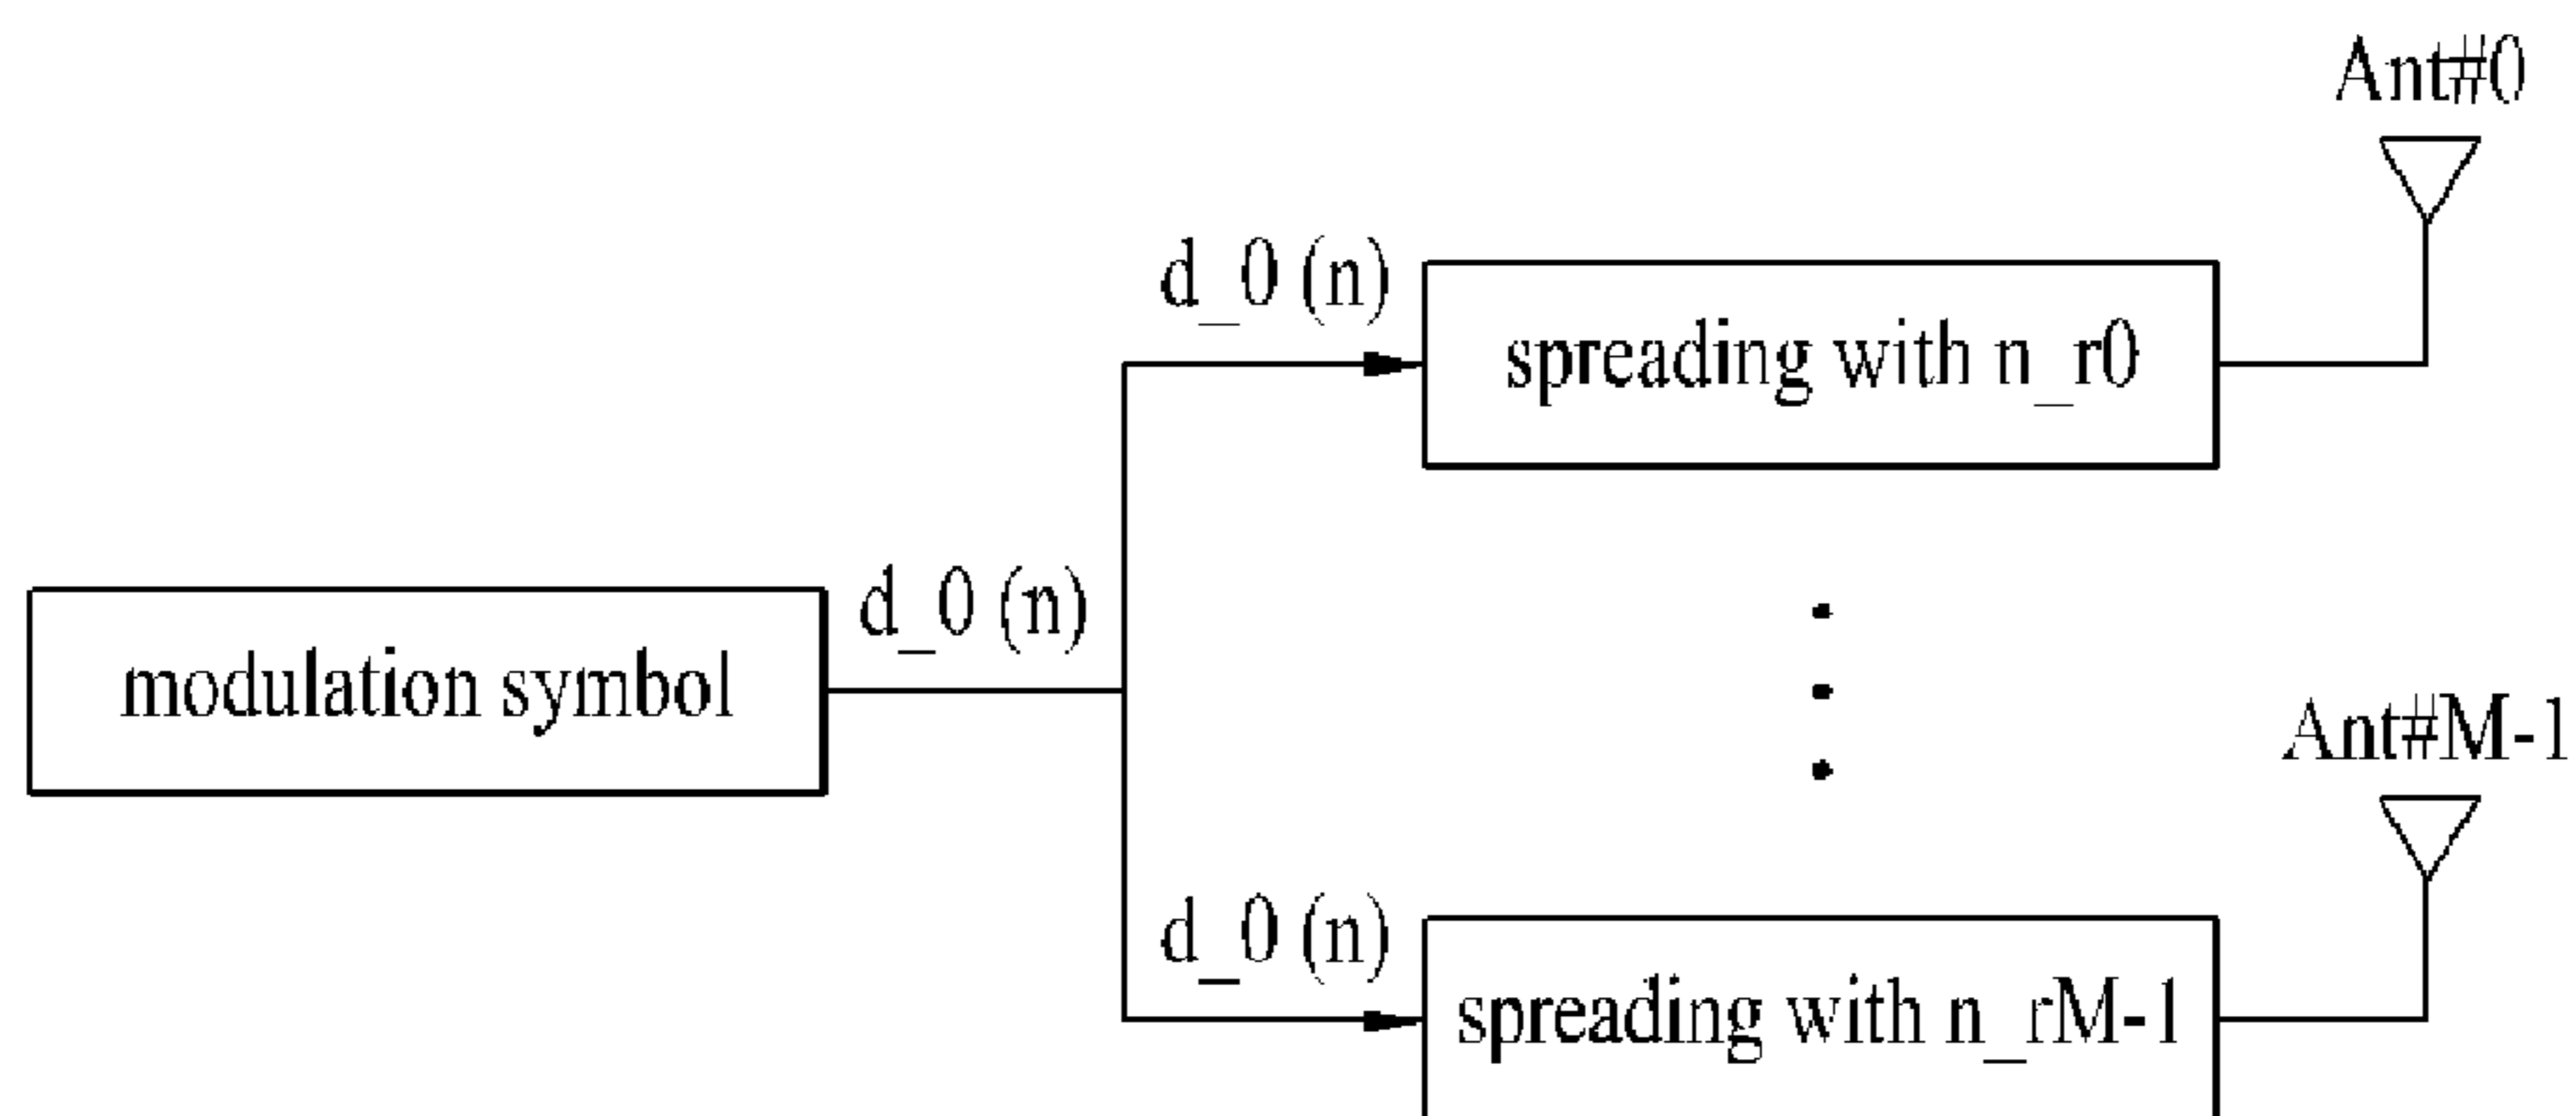 Ant#0
d_0 (n)
spreading with n_r0
d_0 (n)
modulation symbol
Ant#M-1
d_0 (n)
spreading with n_rM-1